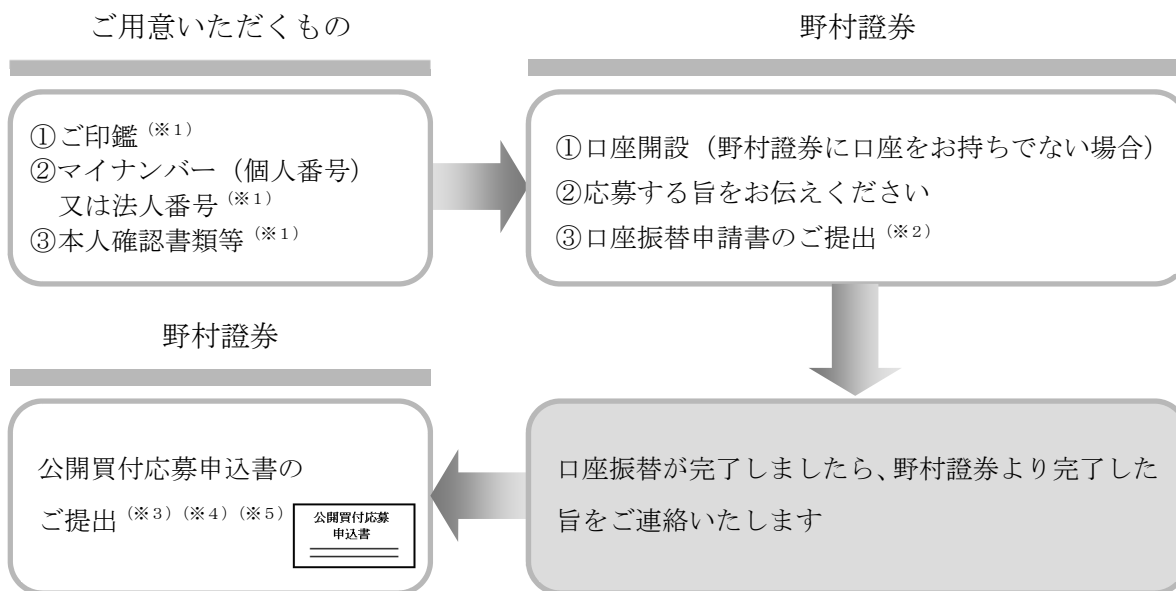 ご用意いただくもの
①ご印鑑（※1）
②マイナンバー（個人番号）
又は法人番号（※1）
③本人確認書類等（※1）
野村證券
①口座開設（野村證券に口座をお持ちでない場合）
②応募する旨をお伝えください
③口座振替申請書のご提出（※2）
口座振替が完了しましたら、野村證券より完了した
旨をご連絡いたします
野村證券
公開買付応募申込書の
ご提出（※3）（※4）（※5）
公開買付応募
申込書